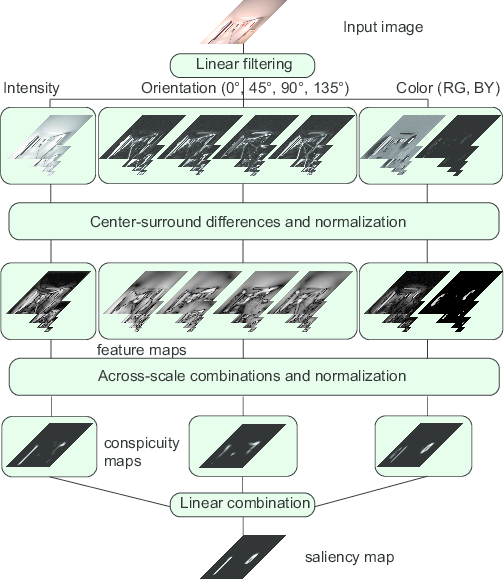 Input image
Linear filtering
Intensity
Orientation (0°, 45°, 90°, 135°)
Color (RG, BY)
Center-surround differences and normalization
feature maps
Across-scale combinations and normalization
conspicuity
maps
Linear combination
saliency map